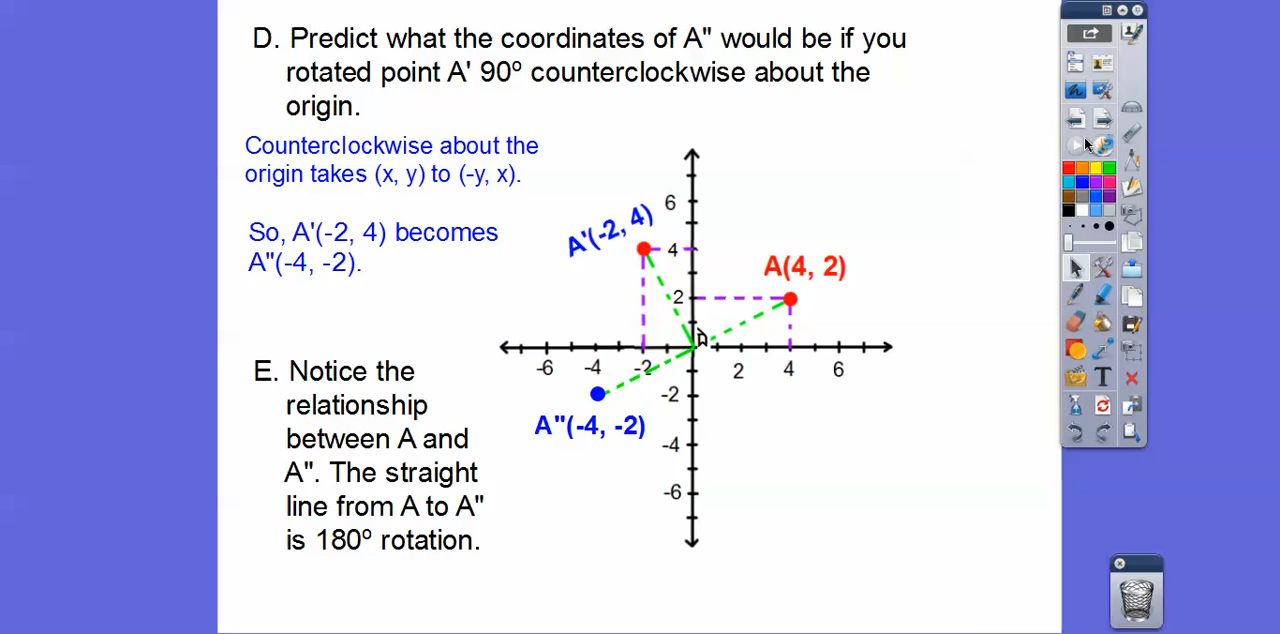 D. Predict what the coordinates of A" would be if you
rotated point A' 90º counterclockwise about the
origin.
Counterclockwise about the
origin takes (x, y) to (-y, x).
So, A'(-2, 4) becomes
A"(-4, -2).
E. Notice the
relationship
between A and
A". The straight
line from A to A"
is 180º rotation.
A'(-2, 4)
A(4, 2)
A"(-4, -2)
6
4
2
-6 -4 -2 2 4 6
-2
-4
-6
T